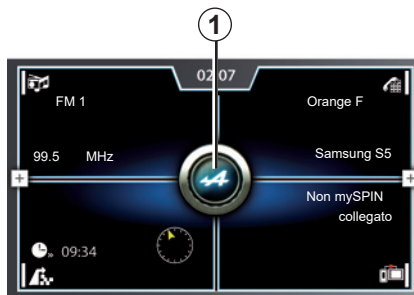 1
02:07
FM 1
Orange F
99.5 MHz
Samsung S5
Non mySPIN
collegato
09:34